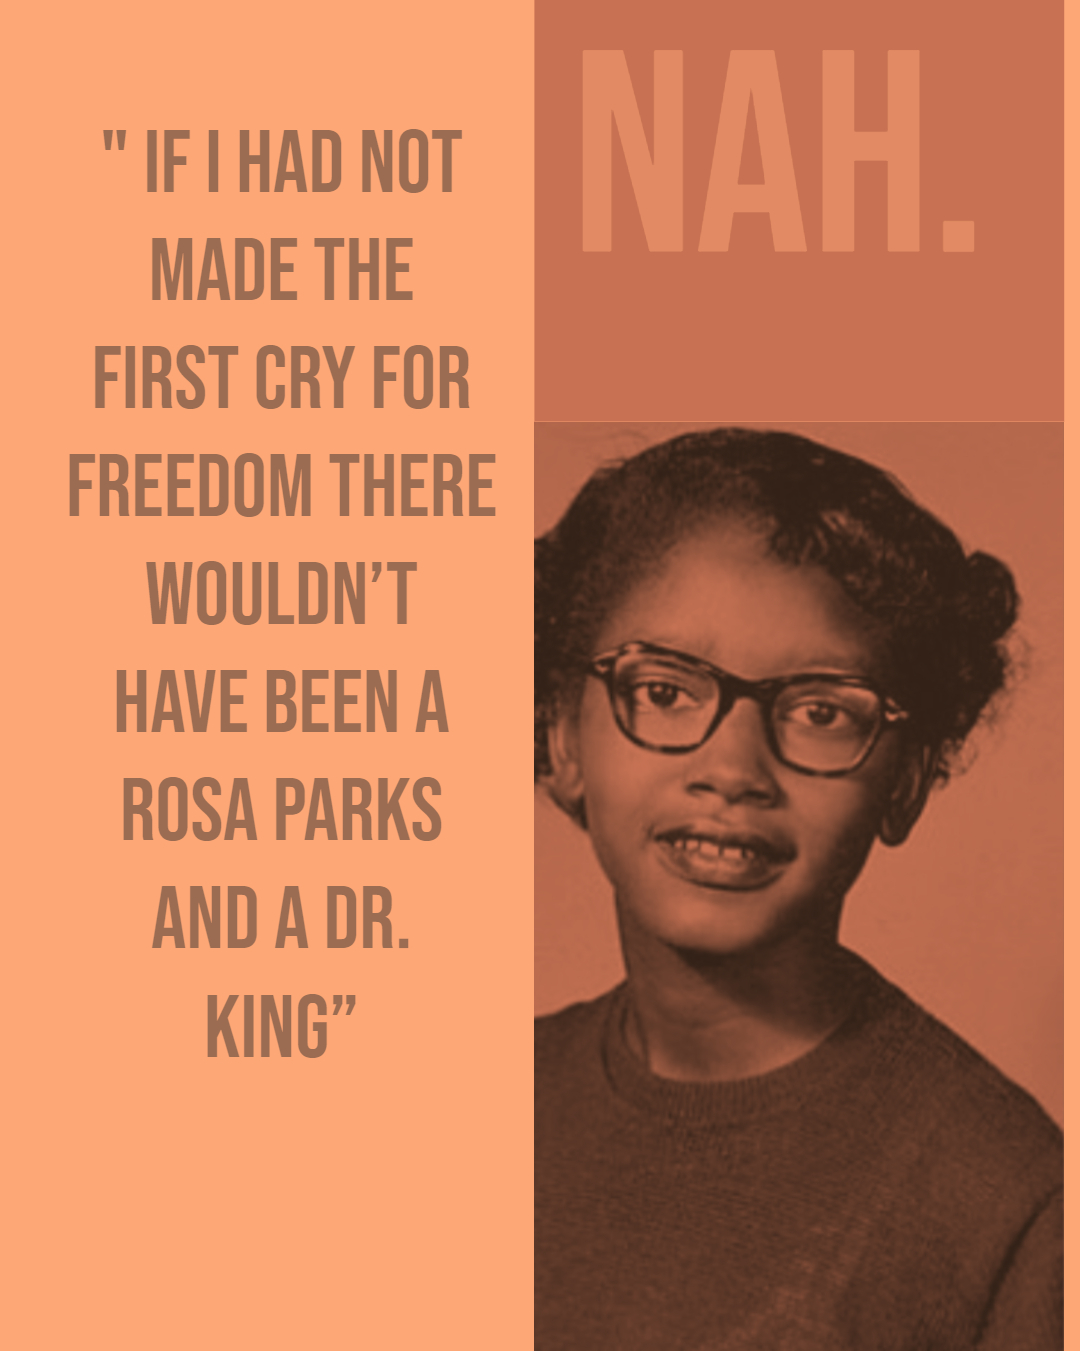 " IF I HAD NOT
MADE THE
FIRST CRY FOR
FREEDOM THERE
WOULDN’T
HAVE BEEN A
ROSA PARKS
AND A DR.
KING”
NAH.